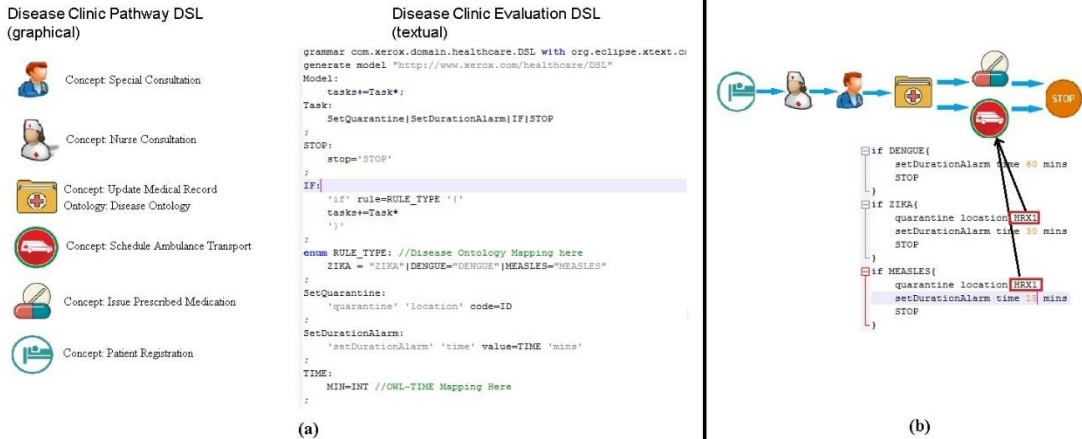 Disease Clinic Pathway DSL
(graphical)
Concept: Special Consultation
Concept: Nurse Consultation
Concept: Update Medical Record
Ontology: Disease Ontology
Concept: Schedule Ambulance Transport
Concept: Issue Prescribed Medication
Concept: Patient Registration
Disease Clinic Evaluation DSL
(textual)
grammar com.xerox.domain.healthcare.DSL with org.eclipse.xtext.co
generate model "http://www.xerox.com/healthcare/DSL"
Model:
tasks+=Task*;
Task:
SetQuarantine|SetDurationAlarm|IF|STOP
;
STOP:
stop='STOP'
;
IF:
'if' rule=RULE_TYPE '{'
tasks+=Task*
'}'
;
enum RULE_TYPE: //Disease Ontology Mapping here
ZIKA = "ZIKA"|DENGUE="DENGUE"|MEASLES="MEASLES"
;
SetQuarantine:
'quarantine' 'location' code=ID
;
SetDurationAlarm:
'setDurationAlarm' 'time' value=TIME 'mins'
;
TIME:
MIN=INT //OWL-TIME Mapping Here
;
(a)
STOP
if DENGUE{
setDurationAlarm time 60 mins
STOP
}
if ZIKA{
quarantine location HRX1
setDurationAlarm time 30 mins
STOP
}
if MEASLES{
quarantine location HRX1
setDurationAlarm time 15 mins
STOP
}
(b)